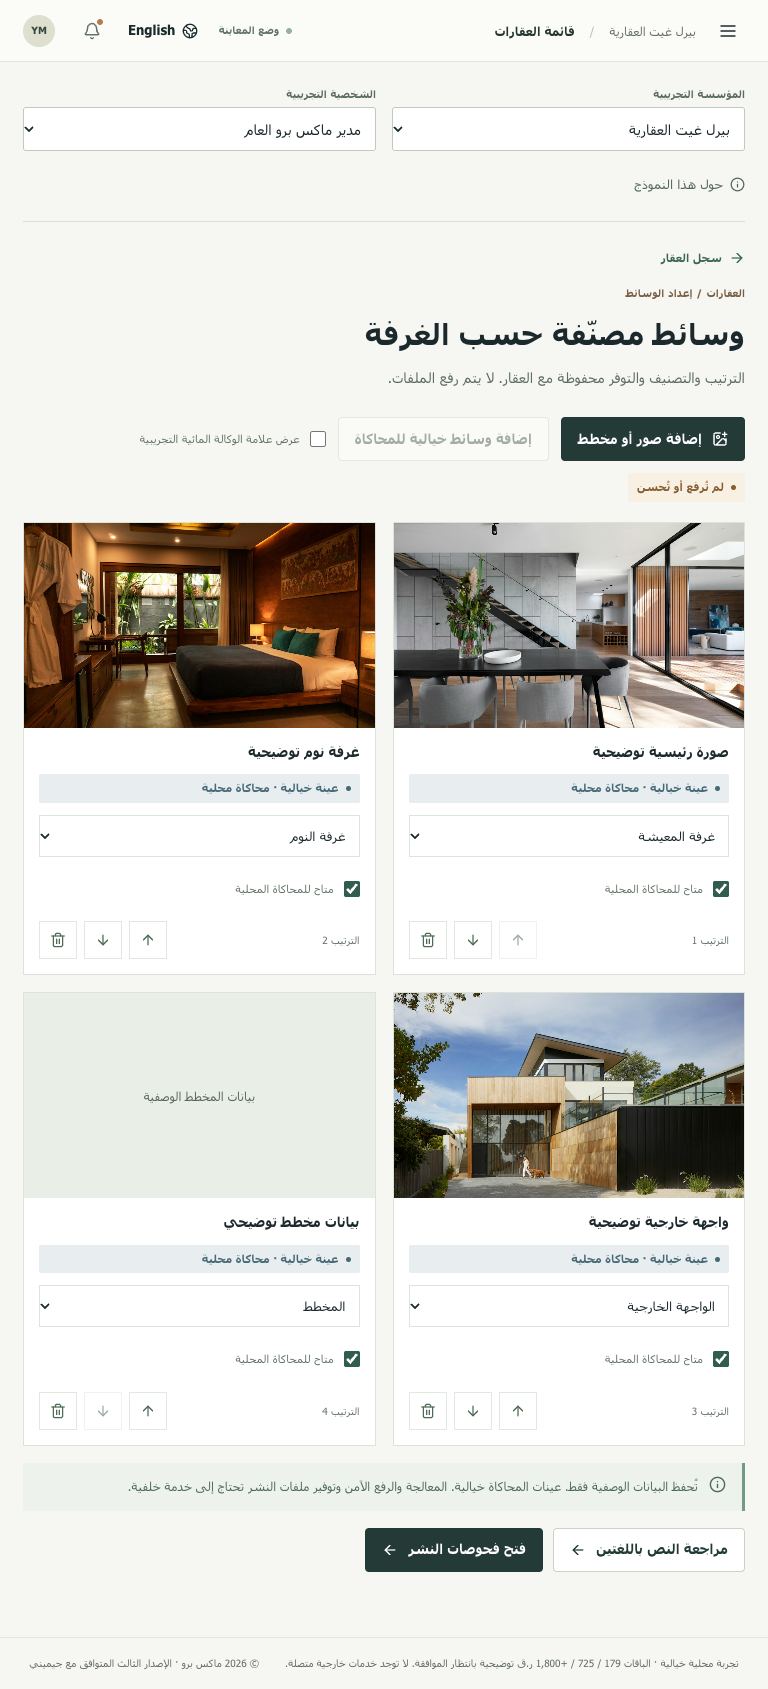 بيرل غيت العقارية / قائمة العقارات
وضع المعاينة
English
YM
المؤسسة التجريبية
بيرل غيت العقارية
الشخصية التجريبية
مدير ماكس برو العام
حول هذا النموذج
سجل العقار
العقارات / إعداد الوسائط
وسائط مصنّفة حسب الغرفة
الترتيب والتصنيف والتوفر محفوظة مع العقار. لا يتم رفع الملفات.
إضافة صور أو مخطط
إضافة وسائط خيالية للمحاكاة
عرض علامة الوكالة المائية التجريبية
لم تُرفع أو تُحسن
صورة رئيسية توضيحية
عينة خيالية · محاكاة محلية
غرفة المعيشة
متاح للمحاكاة المحلية
الترتيب 1
غرفة نوم توضيحية
عينة خيالية · محاكاة محلية
غرفة النوم
متاح للمحاكاة المحلية
الترتيب 2
واجهة خارجية توضيحية
عينة خيالية · محاكاة محلية
الواجهة الخارجية
متاح للمحاكاة المحلية
الترتيب 3
بيانات المخطط الوصفية
بيانات مخطط توضيحي
عينة خيالية · محاكاة محلية
المخطط
متاح للمحاكاة المحلية
الترتيب 4
تُحفظ البيانات الوصفية فقط. عينات المحاكاة خيالية. المعالجة والرفع الآمن وتوفير ملفات النشر تحتاج إلى خدمة خلفية.
مراجعة النص باللغتين
فتح فحوصات النشر
تجربة محلية خيالية · الباقات 179 / 725 / +1,800 ر.ق توضيحية بانتظار الموافقة. لا توجد خدمات خارجية متصلة.
© 2026 ماكس برو · الإصدار الثالث المتوافق مع جيميني